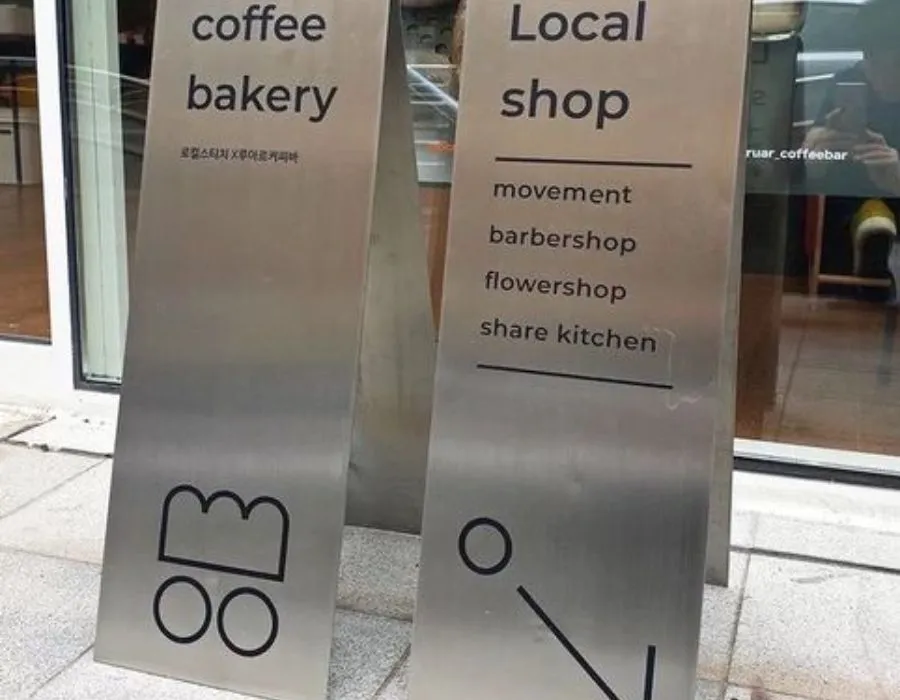 coffee
bakery
로컬스티치 X루아르커피바
Local
shop
movement
barbershop
flowershop
share kitchen
ruar_coffeebar